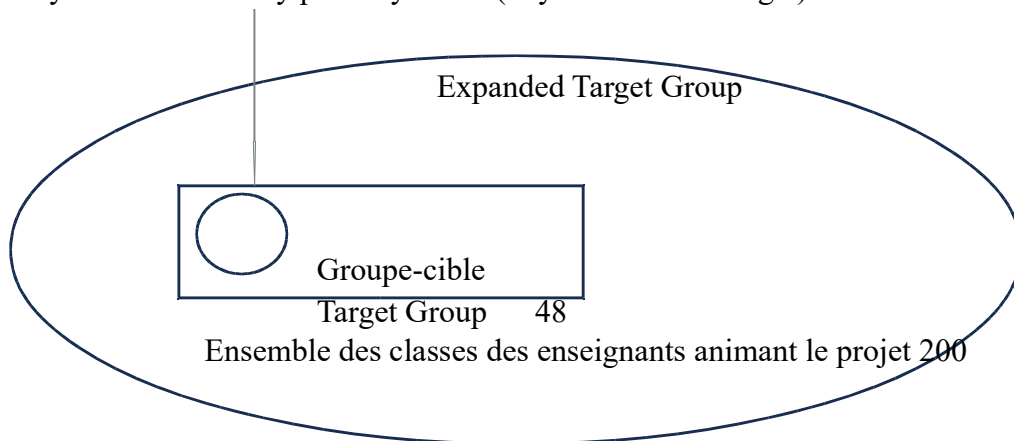 Expanded Target Group
Groupe-cible
Target Group 48
Ensemble des classes des enseignants animant le projet 200